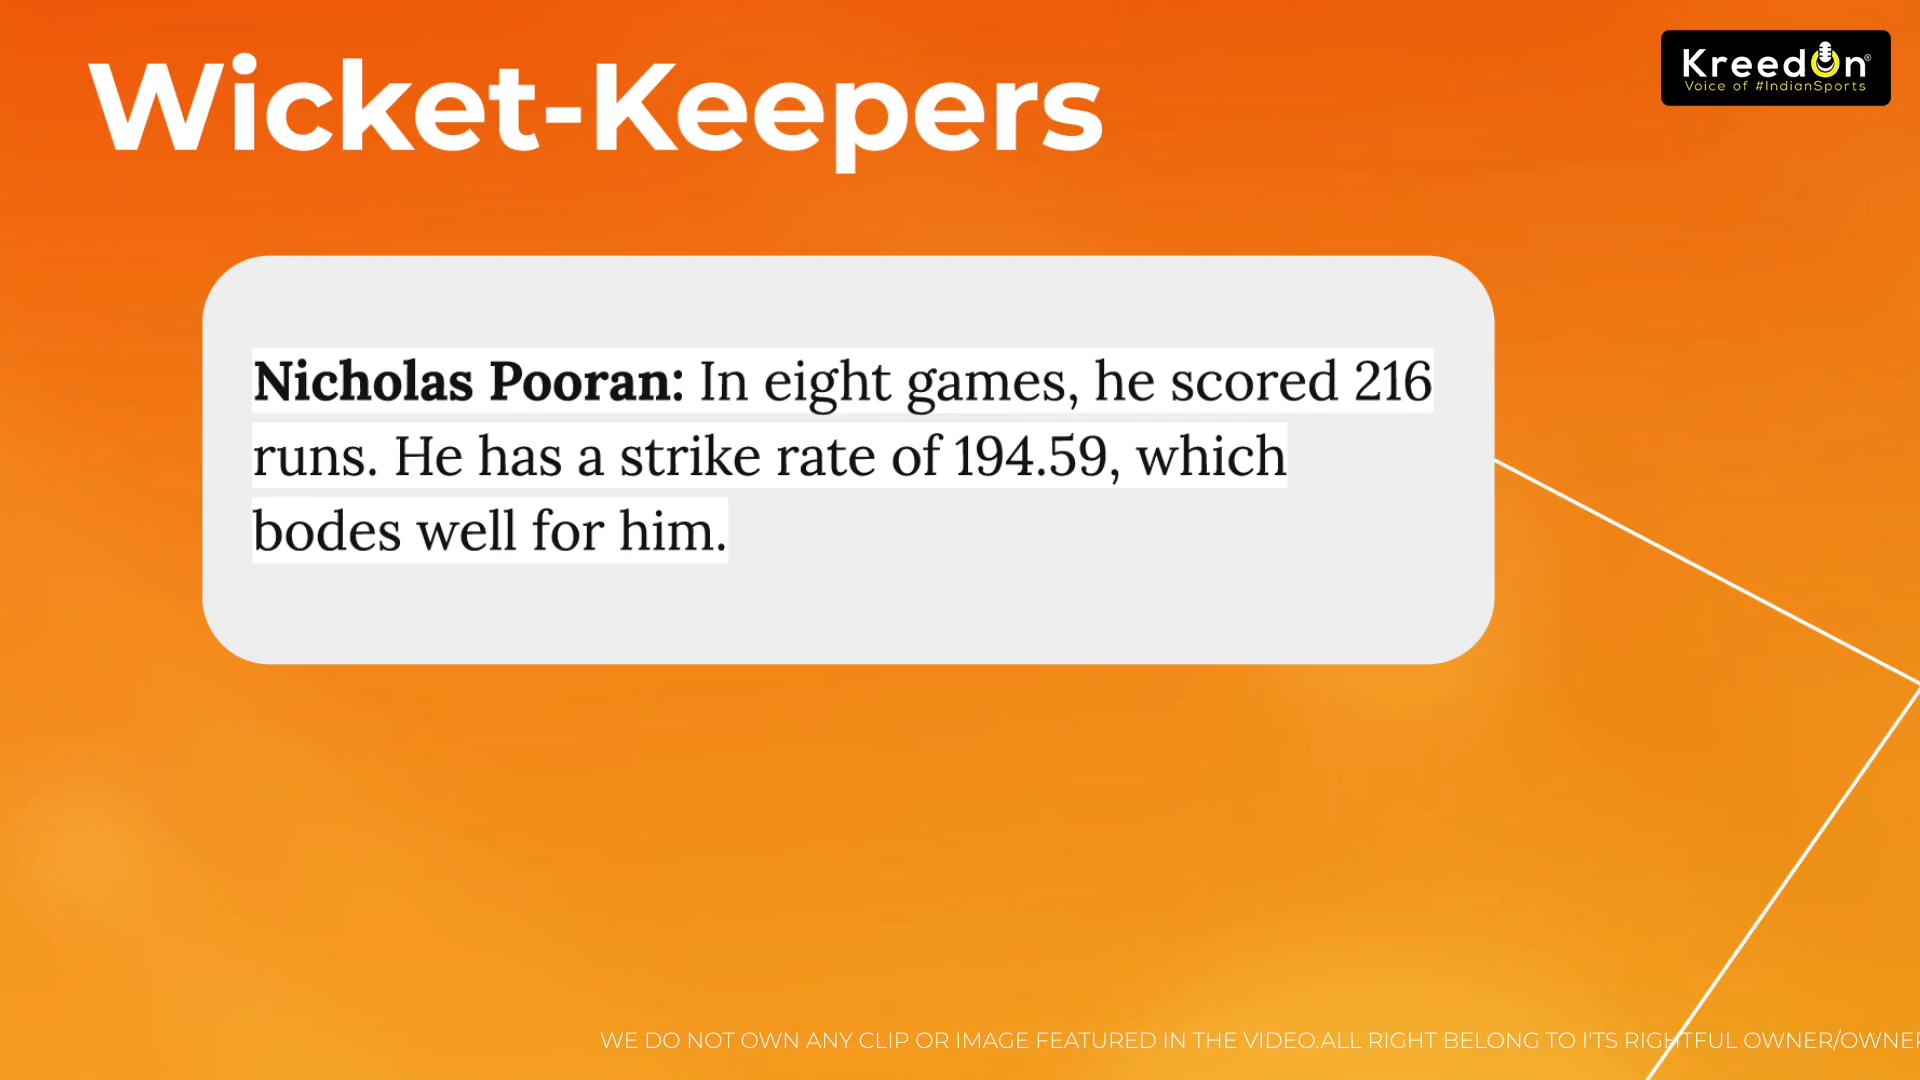 Wicket-Keepers
KreedOn®
Voice of #IndianSports
Nicholas Pooran: In eight games, he scored 216
runs. He has a strike rate of 194.59, which
bodes well for him.
WE DO NOT OWN ANY CLIP OR IMAGE FEATURED IN THE VIDEO.ALL RIGHT BELONG TO I'TS RIGHTFUL OWNER/OWNER